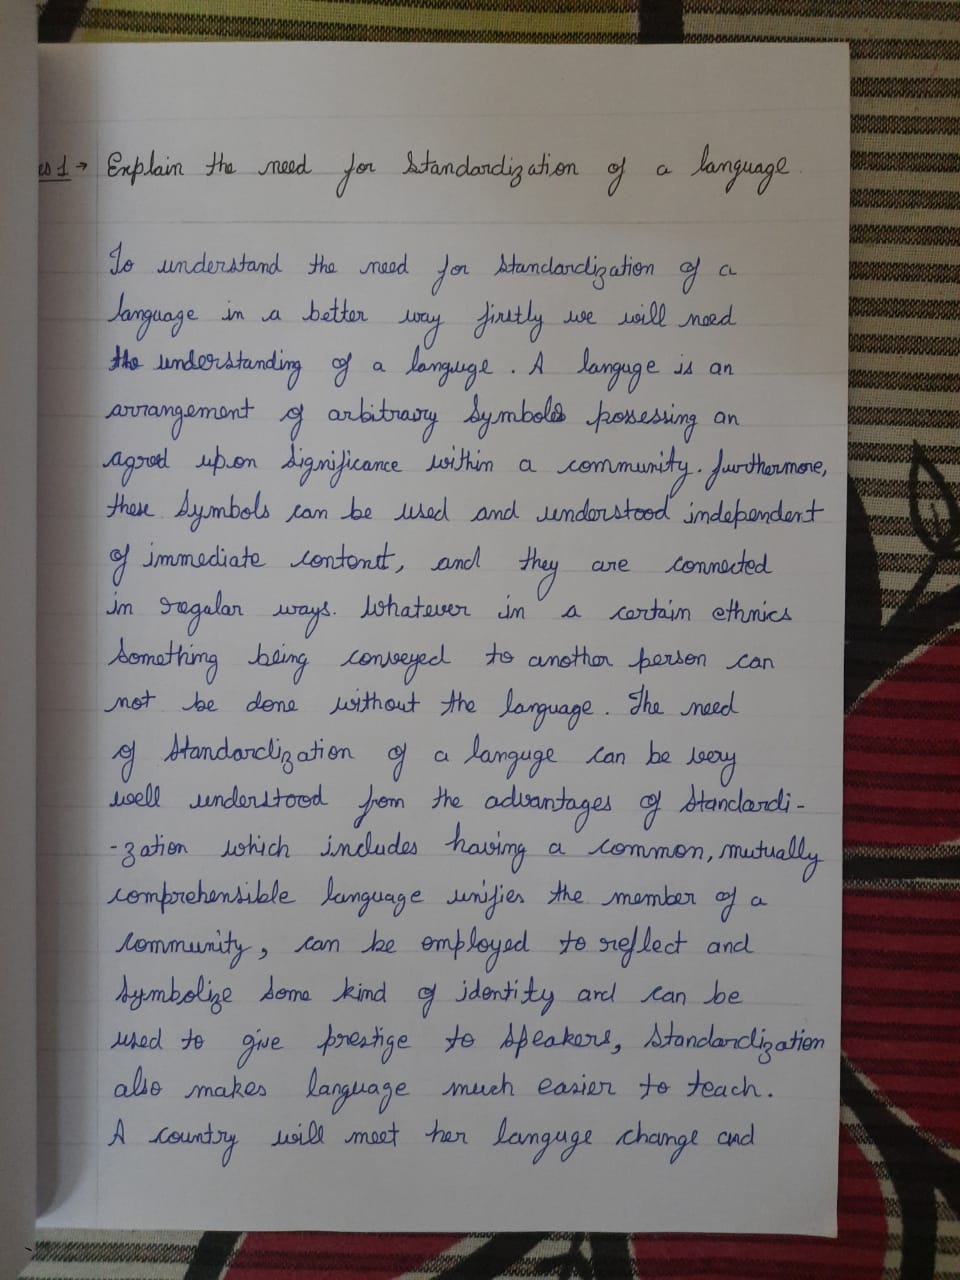 es 1 → Explain the need for standardization of a language.
To understand the need for standardization of a
language in a better way firstly we will need
the understanding of a languge. A languge is an
arrangement of arbitrary symbols possessing an
agreed upon significance within a community. furthermore,
these symbols can be used and understood independent
of immediate contentt, and they are connected
in regular ways. Whatever in a certain ethnics
something being conveyed to another person can
not be done without the language. The need
of standardization of a languge can be very
well understood from the advantages of standardi-
-zation which includes having a common, mutually
comprehensible language unifies the member of a
community, can be employed to reflect and
symbolize some kind of identity and can be
used to give prestige to speakers, standardization
also makes language much easier to teach.
A country will meet her languge change and